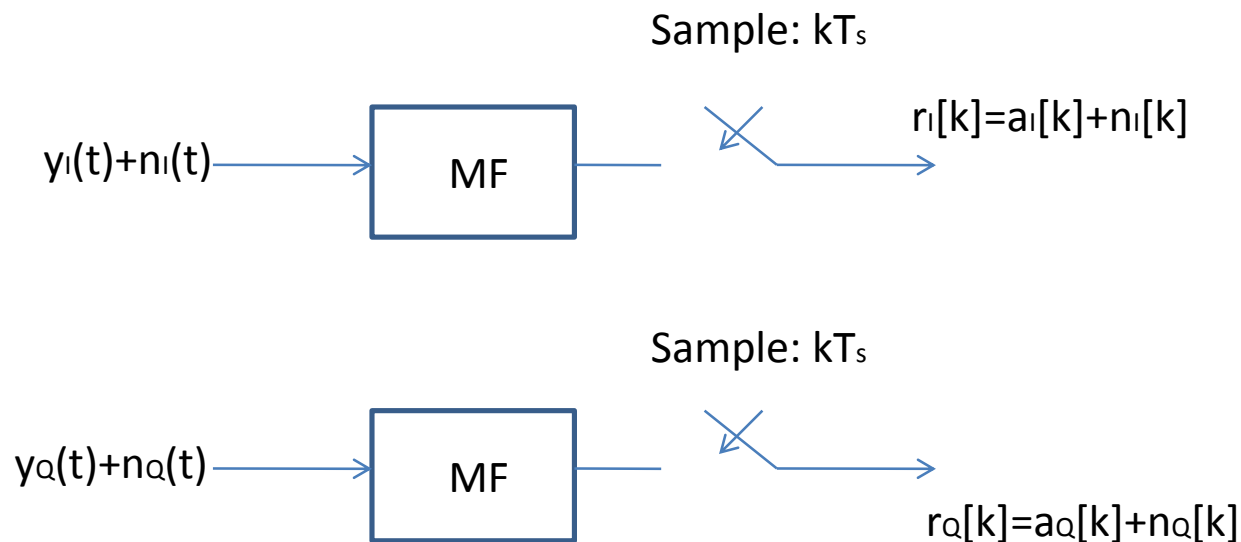 Sample: kTs
rI[k]=aI[k]+nI[k]
yI(t)+nI(t)
MF
Sample: kTs
yQ(t)+nQ(t)
MF
rQ[k]=aQ[k]+nQ[k]